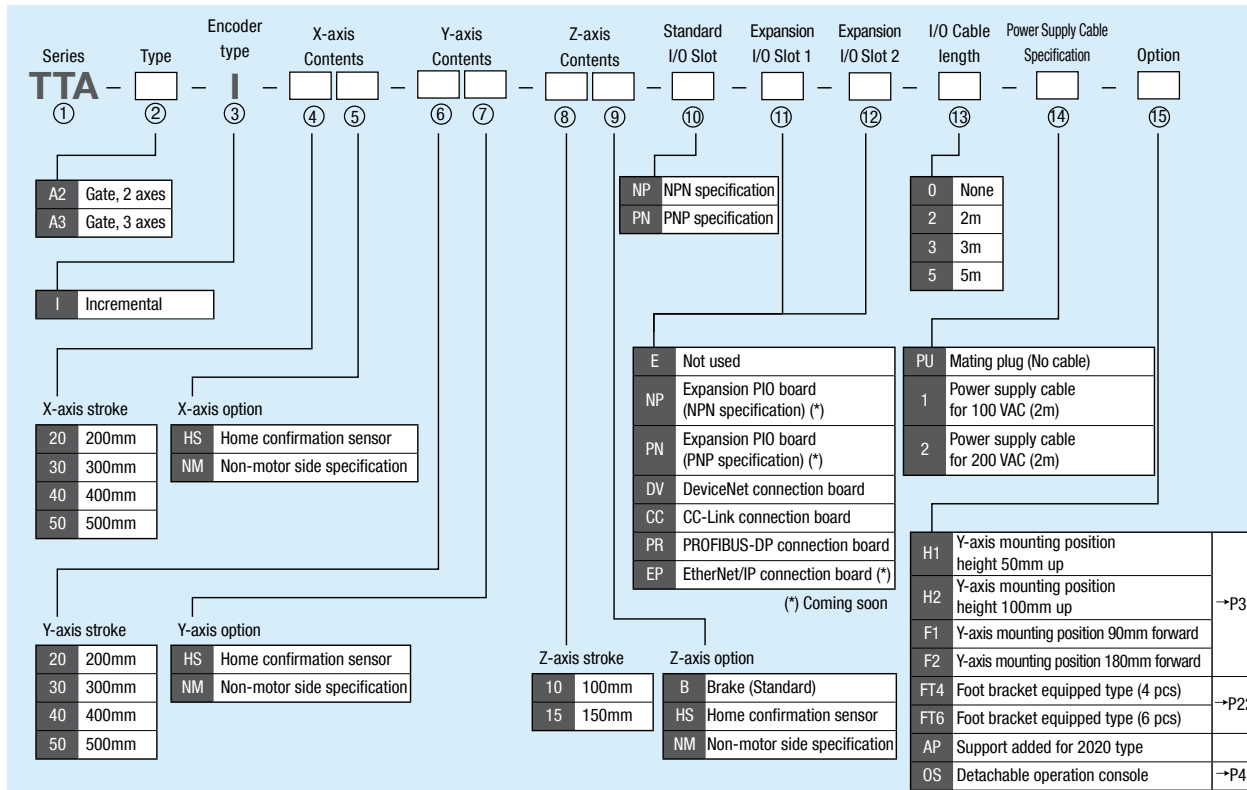 Series
Type
Encoder
type
X-axis
Contents
Y-axis
Contents
Z-axis
Contents
Standard
I/O Slot
Expansion
I/O Slot 1
Expansion
I/O Slot 2
I/O Cable
length
Power Supply Cable
Specification
Option
TTA – – I – – – – – – – – –
① ② ③ ④ ⑤ ⑥ ⑦ ⑧ ⑨ ⑩ ⑪ ⑫ ⑬ ⑭ ⑮
A2 Gate, 2 axes
A3 Gate, 3 axes
I Incremental
X-axis stroke
20 200mm
30 300mm
40 400mm
50 500mm
X-axis option
HS Home confirmation sensor
NM Non-motor side specification
Y-axis stroke
20 200mm
30 300mm
40 400mm
50 500mm
Y-axis option
HS Home confirmation sensor
NM Non-motor side specification
Z-axis stroke
10 100mm
15 150mm
Z-axis option
B Brake (Standard)
HS Home confirmation sensor
NM Non-motor side specification
NP NPN specification
PN PNP specification
E Not used
NP Expansion PIO board
(NPN specification) (*)
PN Expansion PIO board
(PNP specification) (*)
DV DeviceNet connection board
CC CC-Link connection board
PR PROFIBUS-DP connection board
EP EtherNet/IP connection board (*)
(*) Coming soon
0 None
2 2m
3 3m
5 5m
PU Mating plug (No cable)
1 Power supply cable
for 100 VAC (2m)
2 Power supply cable
for 200 VAC (2m)
H1 Y-axis mounting position
height 50mm up
H2 Y-axis mounting position
height 100mm up
→P3
F1 Y-axis mounting position 90mm forward
F2 Y-axis mounting position 180mm forward
FT4 Foot bracket equipped type (4 pcs)
→P22
FT6 Foot bracket equipped type (6 pcs)
AP Support added for 2020 type
OS Detachable operation console →P4